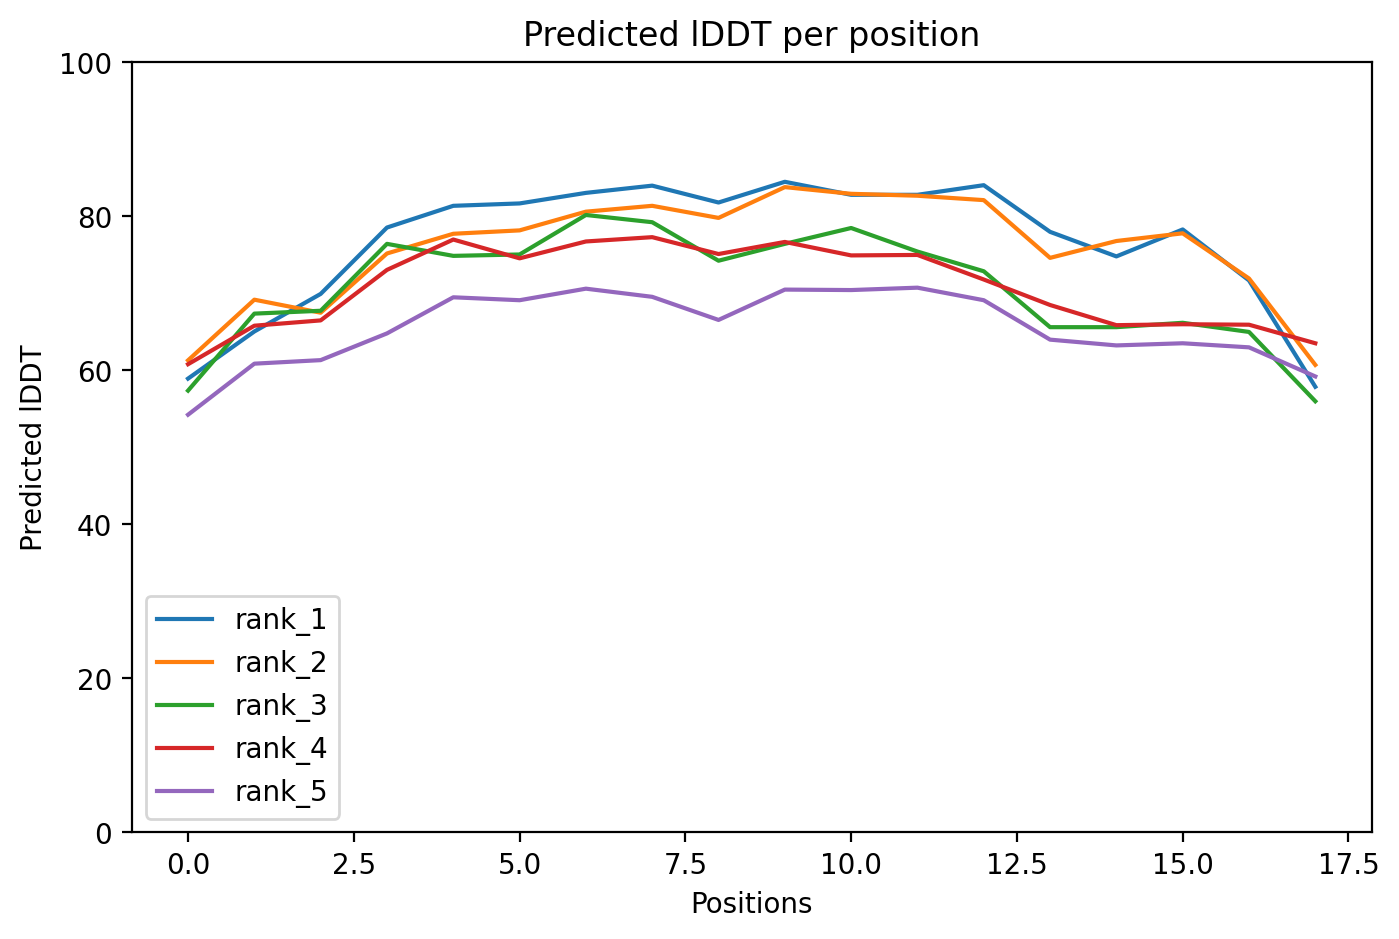 Predicted lDDT per position
Predicted lDDT
100
80
60
40
20
0
rank_1
rank_2
rank_3
rank_4
rank_5
0.0 2.5 5.0 7.5 10.0 12.5 15.0 17.5
Positions